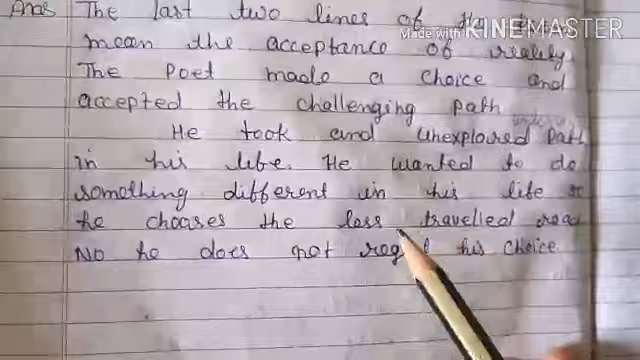 Ans The last two lines of the
Made with KINEMASTER
mean the acceptance of reality.
The Poet made a choice and
accepted the challenging path
He took and unexplored Path
in his life. He wanted to do
something different in his life so
he chooses the less travelled road
No he does not his choice